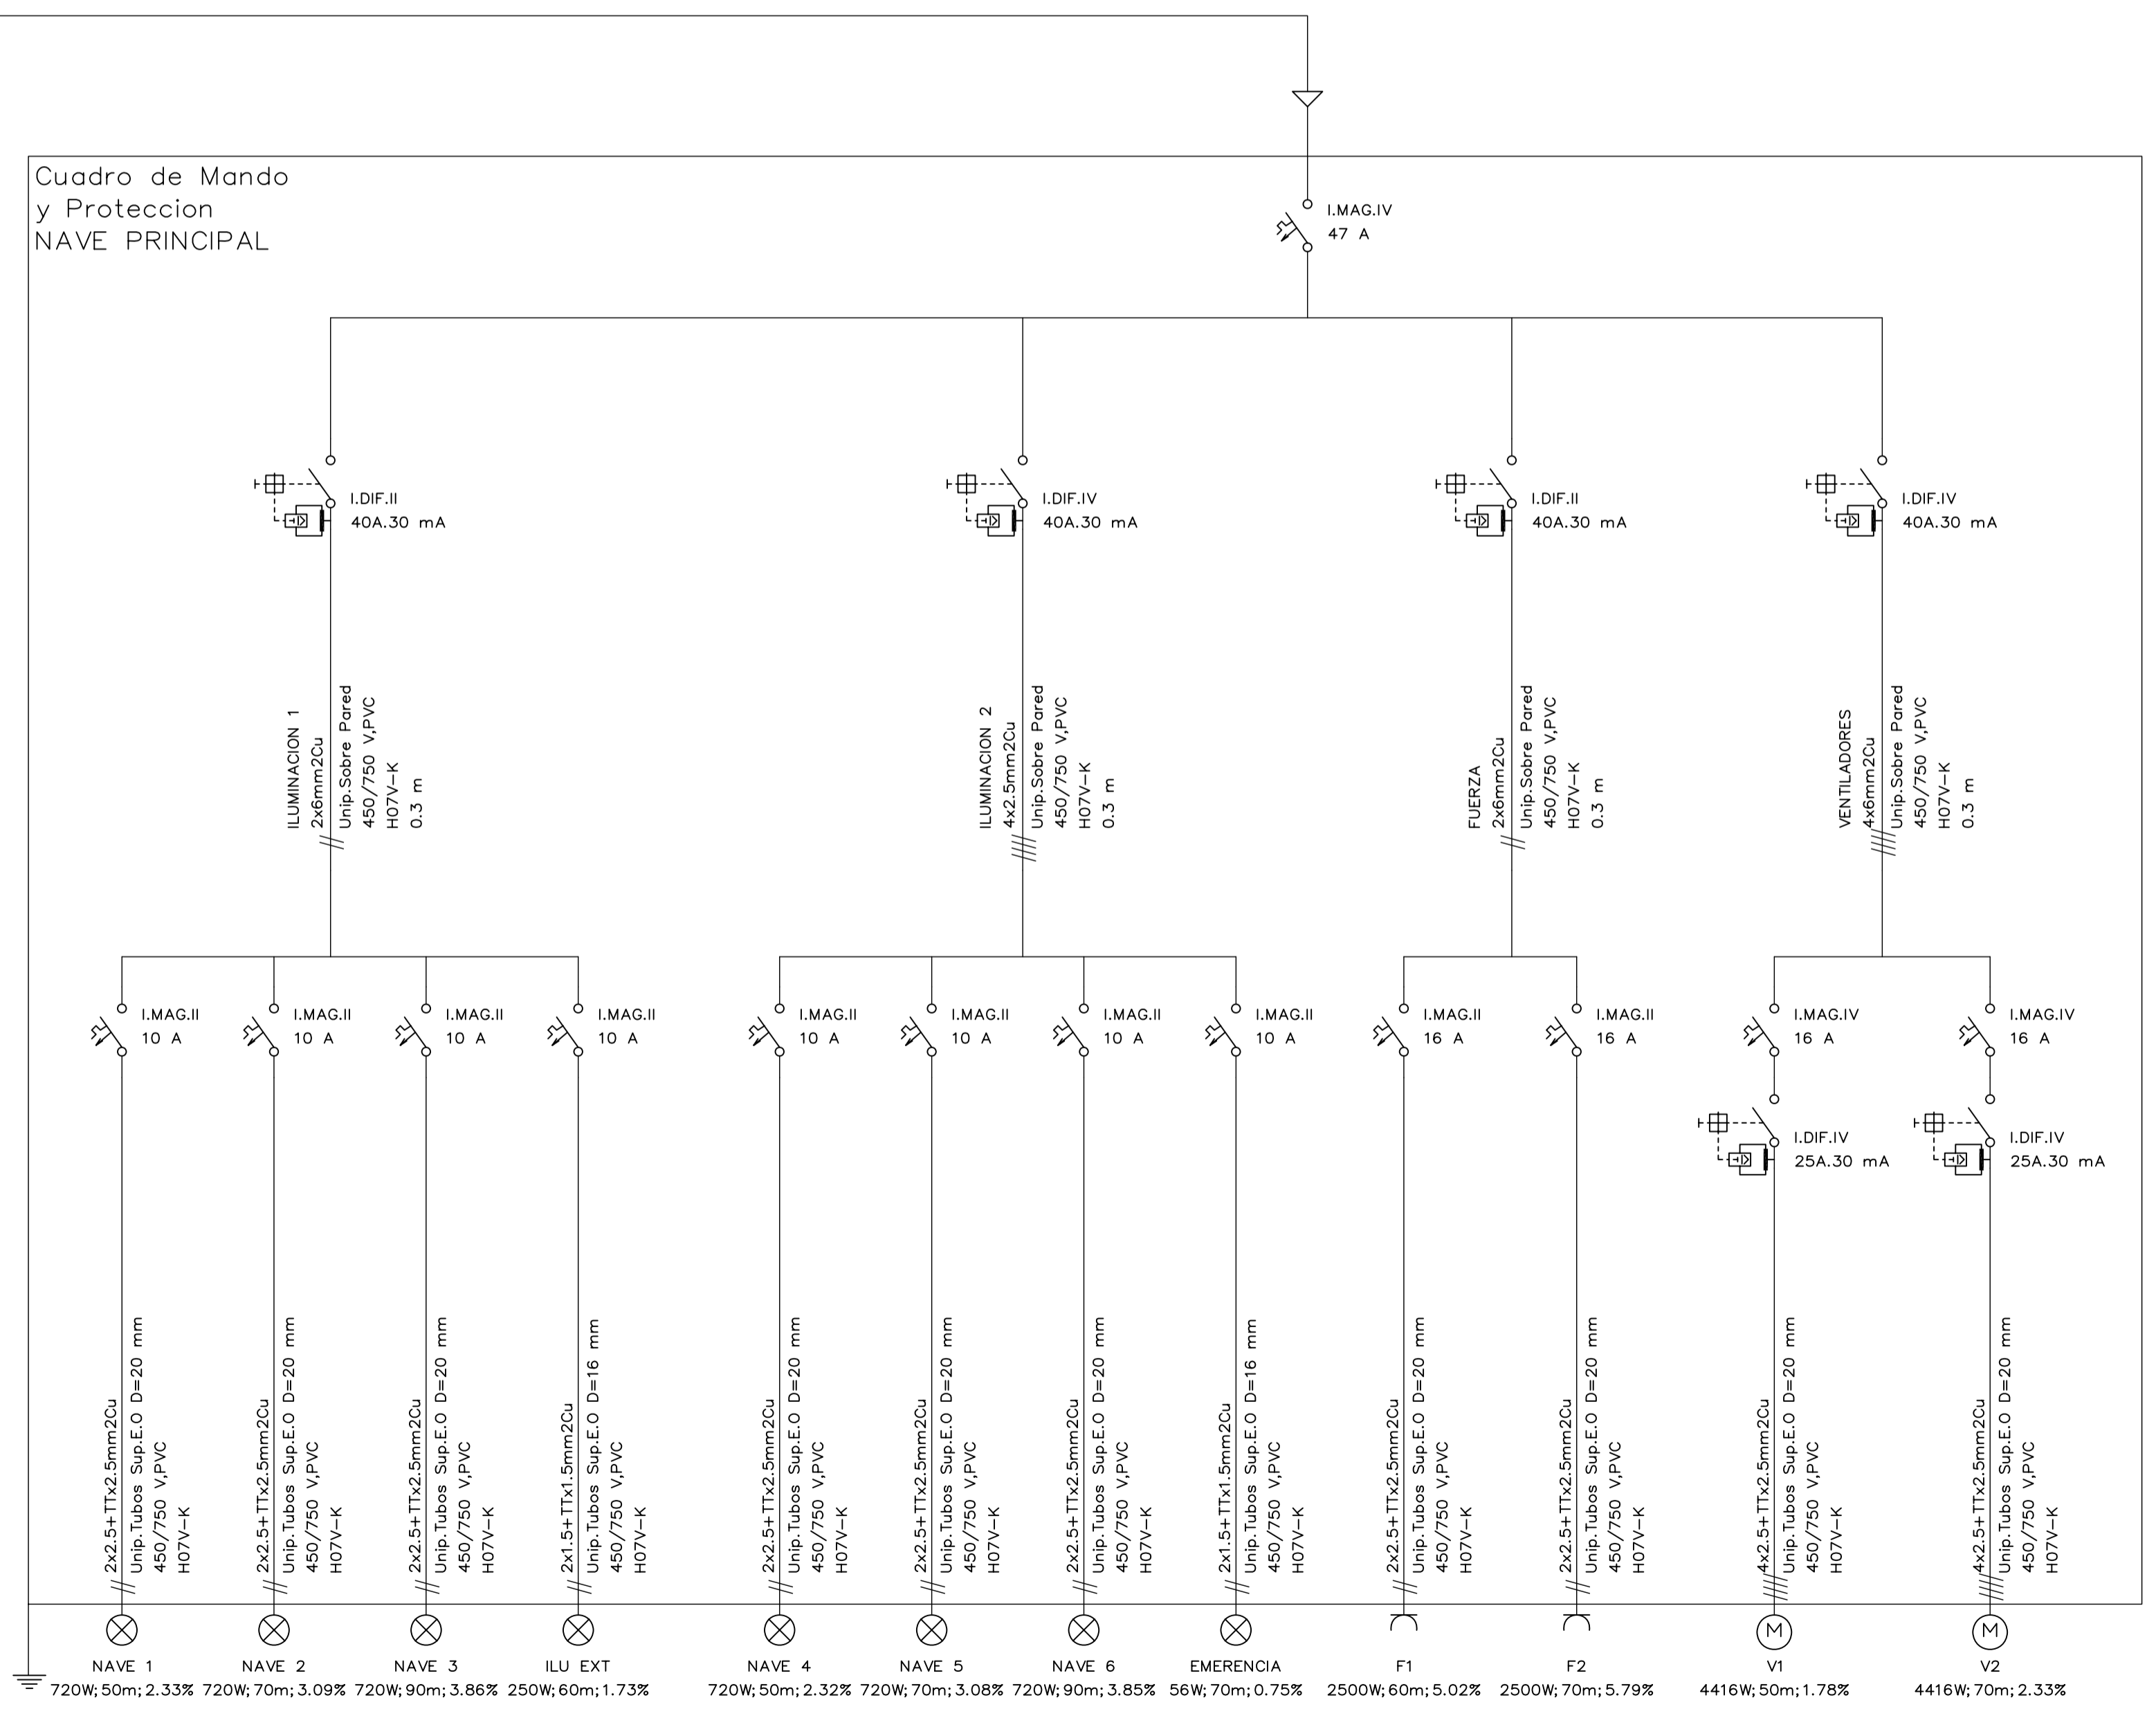 Cuadro de Mando
y Proteccion
NAVE PRINCIPAL
I.MAG.IV
47 A
I.DIF.II
40A.30 mA
I.DIF.IV
40A.30 mA
I.DIF.II
40A.30 mA
I.DIF.IV
40A.30 mA
ILUMINACION 1
2x6mm2Cu
Unip.Sobre Pared
450/750 V,PVC
H07V-K
0.3 m
ILUMINACION 2
4x2.5mm2Cu
Unip.Sobre Pared
450/750 V,PVC
H07V-K
0.3 m
FUERZA
2x6mm2Cu
Unip.Sobre Pared
450/750 V,PVC
H07V-K
0.3 m
VENTILADORES
4x6mm2Cu
Unip.Sobre Pared
450/750 V,PVC
H07V-K
0.3 m
I.MAG.II
10 A
I.MAG.II
10 A
I.MAG.II
10 A
I.MAG.II
10 A
I.MAG.II
10 A
I.MAG.II
10 A
I.MAG.II
10 A
I.MAG.II
10 A
I.MAG.II
16 A
I.MAG.II
16 A
I.MAG.IV
16 A
I.MAG.IV
16 A
I.DIF.IV
25A.30 mA
I.DIF.IV
25A.30 mA
2x2.5+TTx2.5mm2Cu
Unip.Tubos Sup.E.O D=20 mm
450/750 V,PVC
H07V-K
2x2.5+TTx2.5mm2Cu
Unip.Tubos Sup.E.O D=20 mm
450/750 V,PVC
H07V-K
2x2.5+TTx2.5mm2Cu
Unip.Tubos Sup.E.O D=20 mm
450/750 V,PVC
H07V-K
2x1.5+TTx1.5mm2Cu
Unip.Tubos Sup.E.O D=16 mm
450/750 V,PVC
H07V-K
2x2.5+TTx2.5mm2Cu
Unip.Tubos Sup.E.O D=20 mm
450/750 V,PVC
H07V-K
2x2.5+TTx2.5mm2Cu
Unip.Tubos Sup.E.O D=20 mm
450/750 V,PVC
H07V-K
2x2.5+TTx2.5mm2Cu
Unip.Tubos Sup.E.O D=20 mm
450/750 V,PVC
H07V-K
2x1.5+TTx1.5mm2Cu
Unip.Tubos Sup.E.O D=16 mm
450/750 V,PVC
H07V-K
2x2.5+TTx2.5mm2Cu
Unip.Tubos Sup.E.O D=20 mm
450/750 V,PVC
H07V-K
2x2.5+TTx2.5mm2Cu
Unip.Tubos Sup.E.O D=20 mm
450/750 V,PVC
H07V-K
4x2.5+TTx2.5mm2Cu
Unip.Tubos Sup.E.O D=20 mm
450/750 V,PVC
H07V-K
4x2.5+TTx2.5mm2Cu
Unip.Tubos Sup.E.O D=20 mm
450/750 V,PVC
H07V-K
M
M
NAVE 1
720W;50m;2.33%
NAVE 2
720W;70m;3.09%
NAVE 3
720W;90m;3.86%
ILU EXT
250W;60m;1.73%
NAVE 4
720W;50m;2.32%
NAVE 5
720W;70m;3.08%
NAVE 6
720W;90m;3.85%
EMERENCIA
56W;70m;0.75%
F1
2500W;60m;5.02%
F2
2500W;70m;5.79%
V1
4416W;50m;1.78%
V2
4416W;70m;2.33%